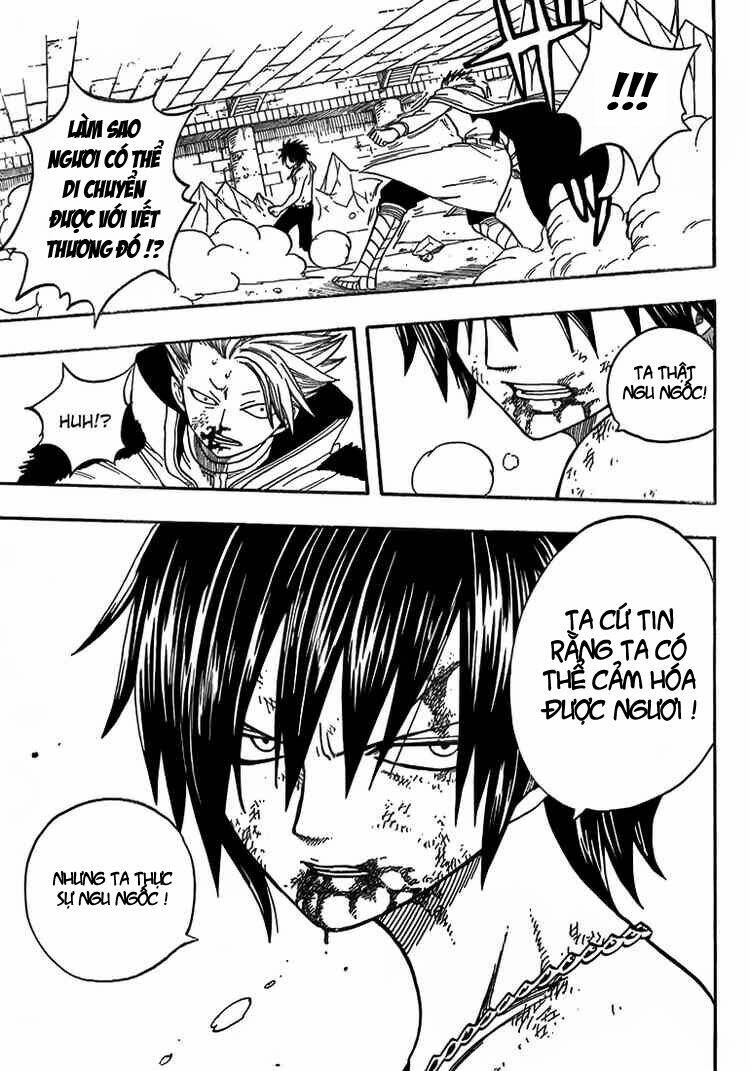 !!!
LÀM SAO
NGƯƠI CÓ THỂ
DI CHUYỂN
ĐƯỢC VỚI VẾT
THƯƠNG ĐÓ !?
TA THẬT
NGU NGỐC!
HUH!?
TA CỨ TIN
RẰNG TA CÓ
THỂ CẢM HÓA
ĐƯỢC NGƯƠI !
NHƯNG TA THỰC
SỰ NGU NGỐC !